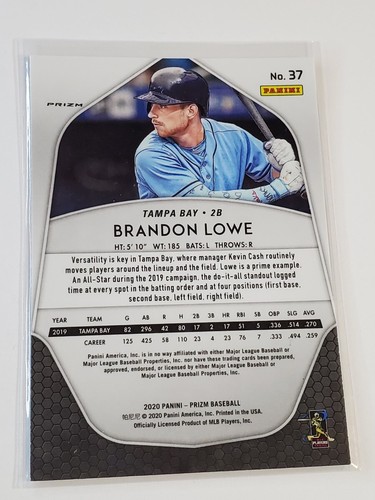 No. 37
PANINI
PRIZM
TAMPA BAY • 2B
BRANDON LOWE
HT: 5' 10" WT: 185 BATS: L THROWS: R
Versatility is key in Tampa Bay, where manager Kevin Cash routinely
moves players around the lineup and the field. Lowe is a prime example.
An All-Star during the 2019 campaign, the do-it-all standout logged
time at every spot in the batting order and at four positions (first base,
second base, left field, right field).
YEAR TEAM G AB R H 2B 3B HR RBI SB OBP SLG AVG
2019 TAMPA BAY 82 296 42 80 17 2 17 51 5 .336 .514 .270
CAREER 125 425 58 110 23 4 23 76 7 .333 .494 .259
Panini America, Inc. is in no way affiliated with either Major League Baseball or
Major League Baseball Properties, Inc. nor have these trading cards been prepared,
approved, endorsed, or licensed by either Major League Baseball or
Major League Baseball Properties, Inc.
2020 PANINI – PRIZM BASEBALL
帕尼尼 © 2020 Panini America, Inc. Printed in the USA.
Officially Licensed Product of MLB Players, Inc.
PLAYERS